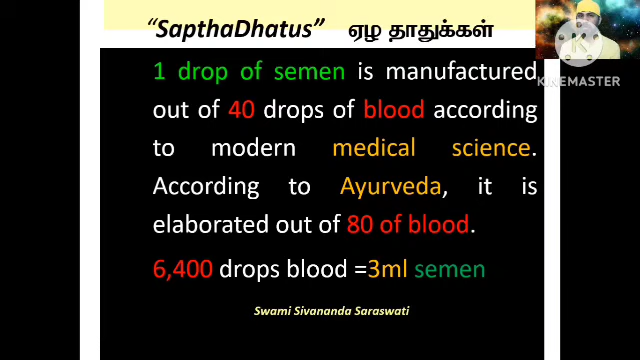 “SapthaDhatus” ஏழ தாதுக்கள்
KINEMASTER
1 drop of semen is manufactured
out of 40 drops of blood according
to modern medical science.
According to Ayurveda, it is
elaborated out of 80 of blood.
6,400 drops blood =3ml semen
Swami Sivananda Saraswati